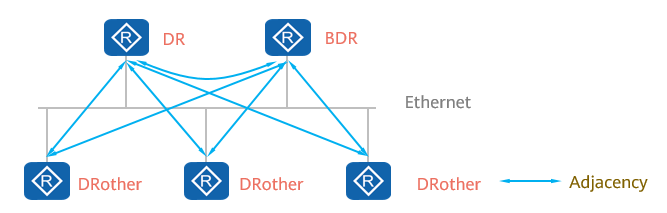 R DR
R BDR
Ethernet
R DRother
R DRother
R DRother
Adjacency